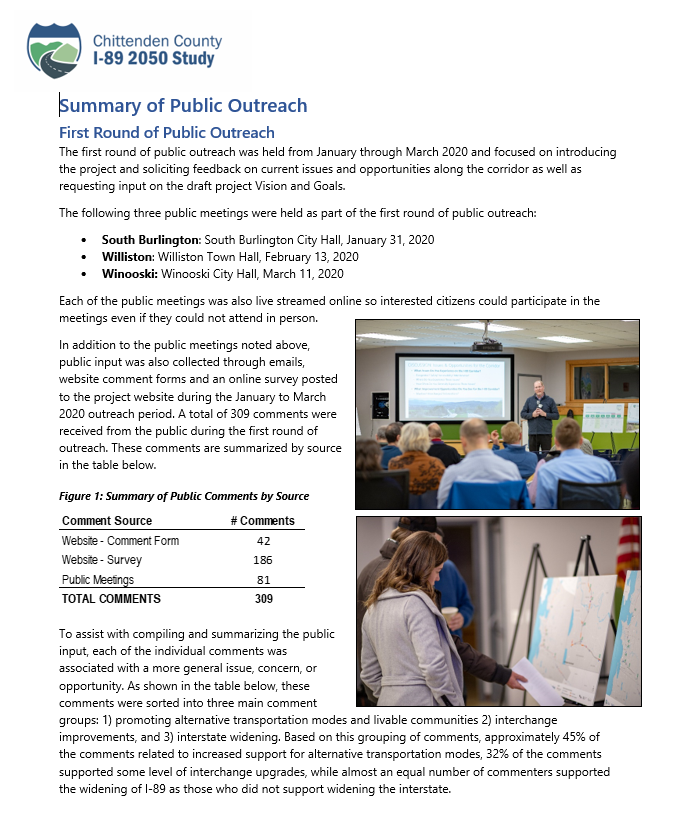 Chittenden County
I-89 2050 Study
Summary of Public Outreach
First Round of Public Outreach
The first round of public outreach was held from January through March 2020 and focused on introducing
the project and soliciting feedback on current issues and opportunities along the corridor as well as
requesting input on the draft project Vision and Goals.
The following three public meetings were held as part of the first round of public outreach:
• South Burlington: South Burlington City Hall, January 31, 2020
• Williston: Williston Town Hall, February 13, 2020
• Winooski: Winooski City Hall, March 11, 2020
Each of the public meetings was also live streamed online so interested citizens could participate in the
meetings even if they could not attend in person.
In addition to the public meetings noted above,
public input was also collected through emails,
website comment forms and an online survey posted
to the project website during the January to March
2020 outreach period. A total of 309 comments were
received from the public during the first round of
outreach. These comments are summarized by source
in the table below.
Figure 1: Summary of Public Comments by Source
Comment Source # Comments
Website - Comment Form 42
Website - Survey 186
Public Meetings 81
TOTAL COMMENTS 309
To assist with compiling and summarizing the public
input, each of the individual comments was
associated with a more general issue, concern, or
opportunity. As shown in the table below, these
comments were sorted into three main comment
groups: 1) promoting alternative transportation modes and livable communities 2) interchange
improvements, and 3) interstate widening. Based on this grouping of comments, approximately 45% of
the comments related to increased support for alternative transportation modes, 32% of the comments
supported some level of interchange upgrades, while almost an equal number of commenters supported
the widening of I-89 as those who did not support widening the interstate.